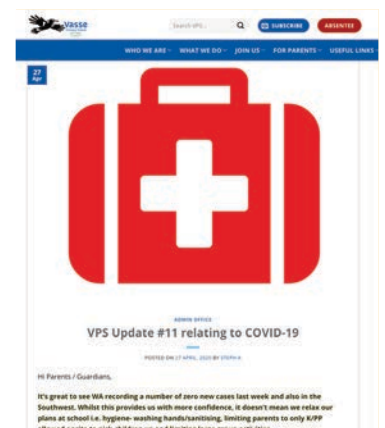 Vasse
Search VPS...
SUBSCRIBE
ABSENTEE
WHO WE ARE
WHAT WE DO
JOIN US
FOR PARENTS
USEFUL LINKS
27
Apr
ADMIN OFFICE
VPS Update #11 relating to COVID-19
POSTED ON 27 APRIL, 2020 BY STEPH K
Hi Parents / Guardians,
It's great to see WA recording a number of zero new cases last week and also in the
Southwest. Whilst this provides us with more confidence, it doesn't mean we relax our
plans at school i.e. hygiene- washing hands/sanitising, limiting parents to only K/PP